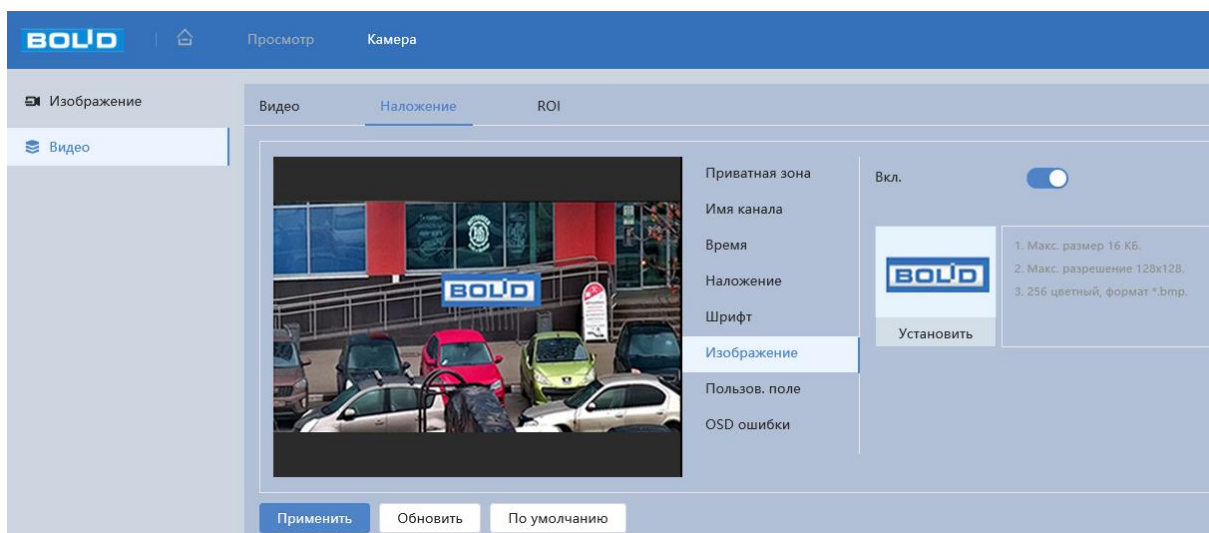 BOLID
Просмотр
Камера
Изображение
Видео
Видео
Наложение
ROI
BOLID
Приватная зона
Имя канала
Время
Наложение
Шрифт
Изображение
Пользов. поле
OSD ошибки
Вкл.
BOLID
Установить
1. Макс. размер 16 КБ.
2. Макс. разрешение 128x128.
3. 256 цветный, формат *.bmp.
Применить
Обновить
По умолчанию